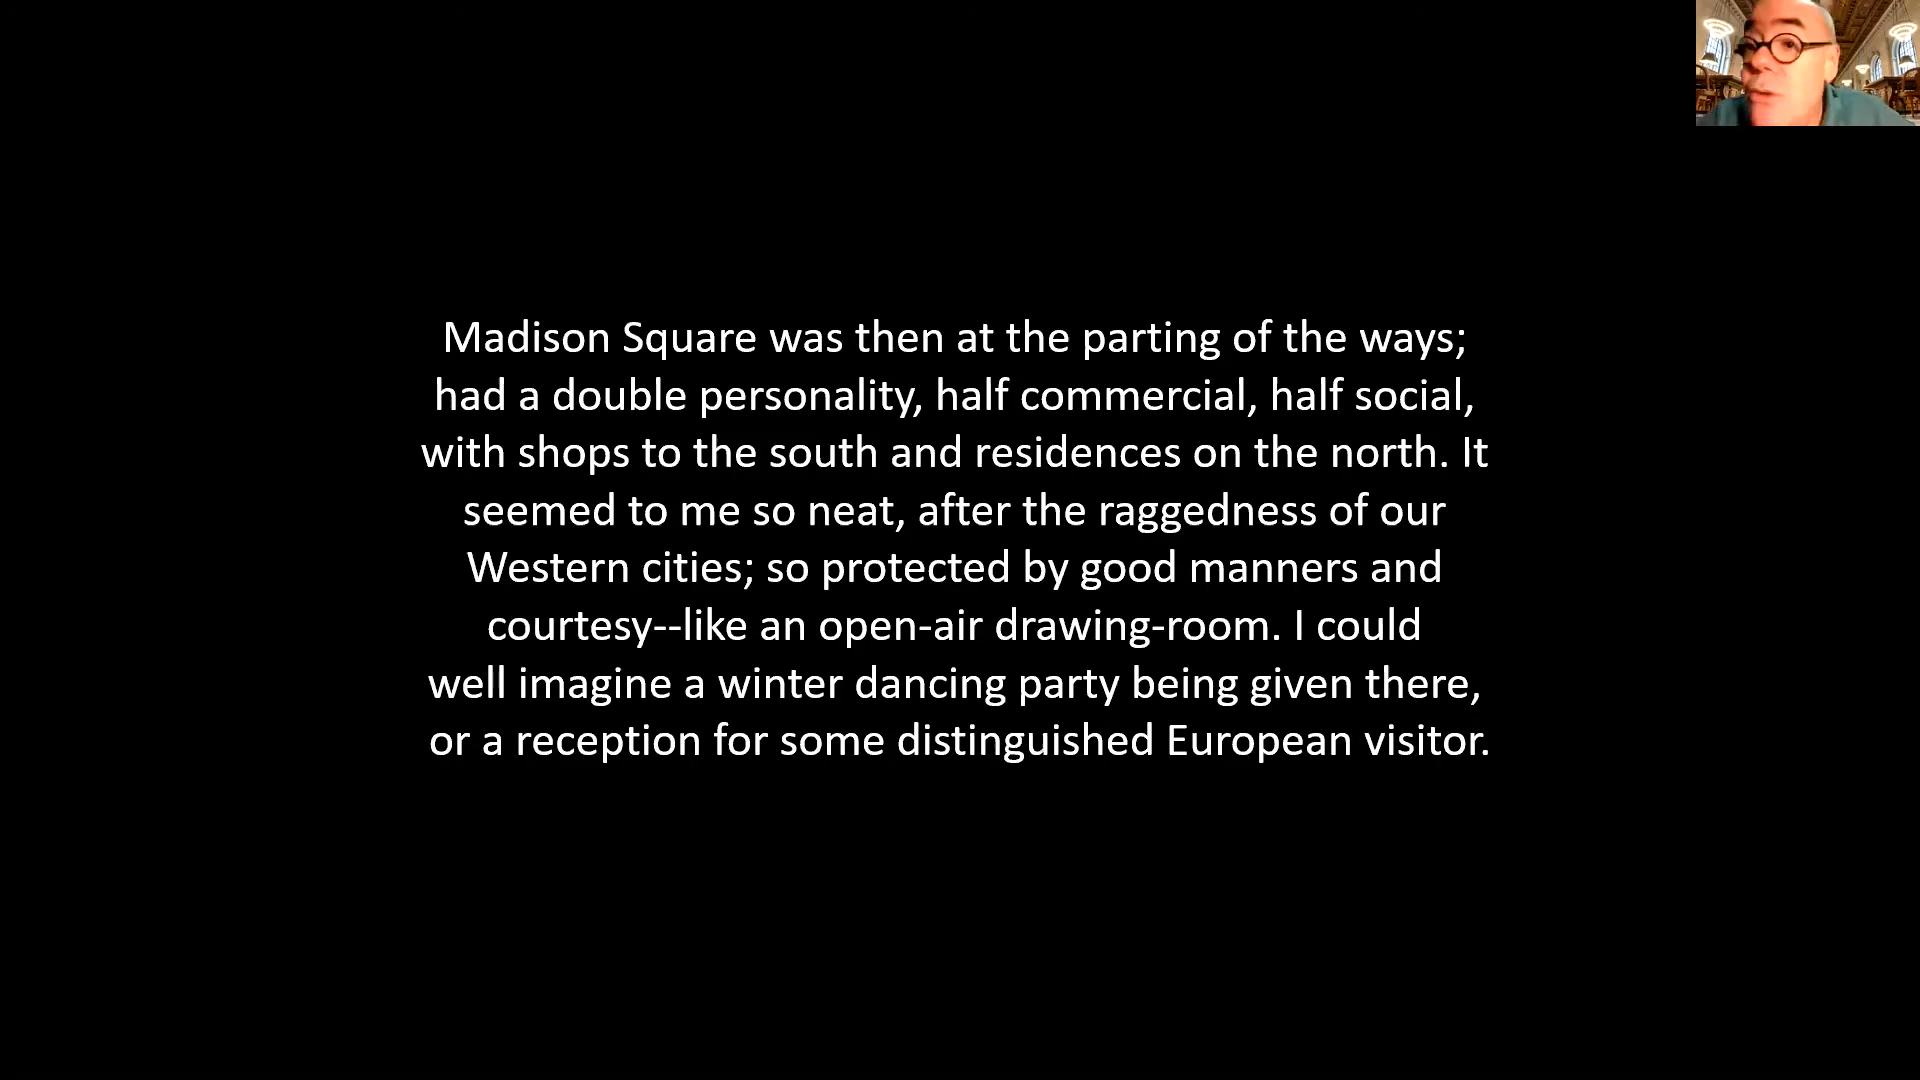 Madison Square was then at the parting of the ways;
had a double personality, half commercial, half social,
with shops to the south and residences on the north. It
seemed to me so neat, after the raggedness of our
Western cities; so protected by good manners and
courtesy--like an open-air drawing-room. I could
well imagine a winter dancing party being given there,
or a reception for some distinguished European visitor.